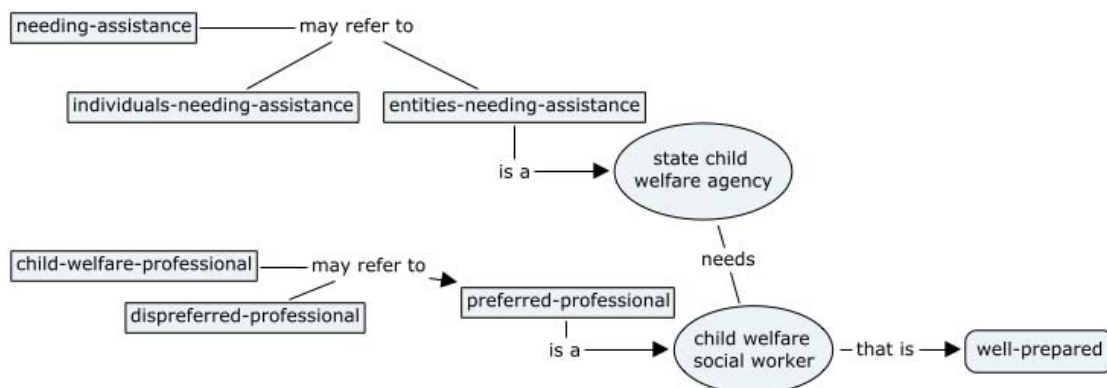 needing-assistance
may refer to
individuals-needing-assistance
entities-needing-assistance
is a
state child
welfare agency
needs
child-welfare-professional
may refer to
dispreferred-professional
preferred-professional
is a
child welfare
social worker
that is
well-prepared